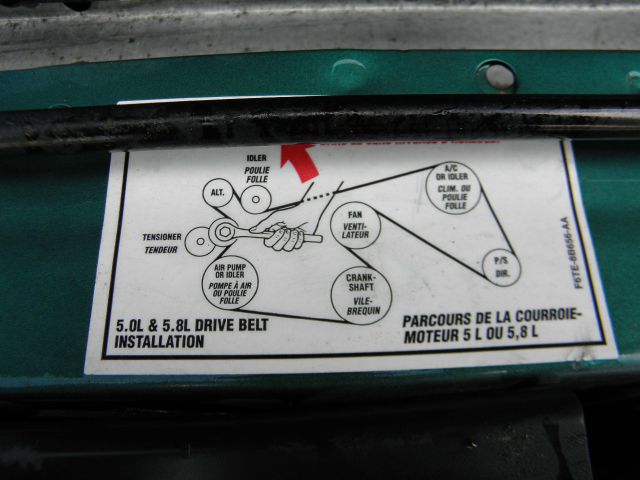 IDLER
POULIE
FOLLE
ALT.
A/C
OR IDLER
CLIM. OU
POULIE
FOLLE
FAN
VENTI-
LATEUR
TENSIONER
TENDEUR
P/S
DIR.
AIR PUMP
OR IDLER
POMPE À AIR
OU POULIE
FOLLE
CRANK-
SHAFT
VILE-
BREQUIN
F6TE-8B656-AA
5.0L & 5.8L DRIVE BELT
INSTALLATION
PARCOURS DE LA COURROIE-
MOTEUR 5 L OU 5,8 L